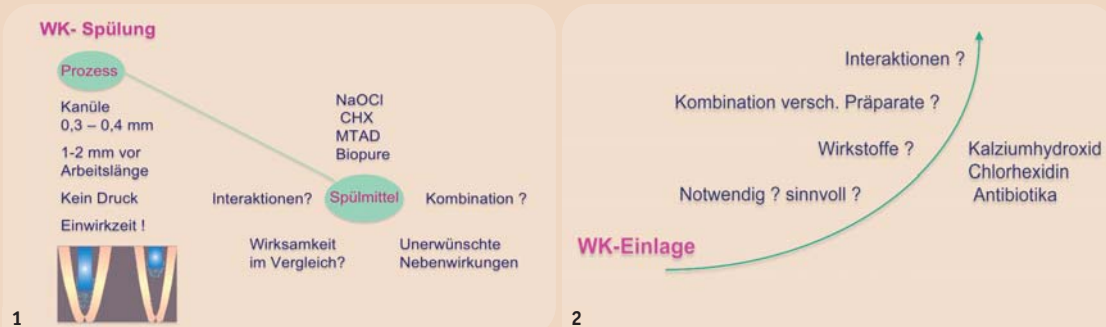 WK- Spülung
Prozess
Kanüle
0,3 – 0,4 mm
1-2 mm vor
Arbeitslänge
Kein Druck
Einwirkzeit !
NaOCl
CHX
MTAD
Biopure
Interaktionen?
Spülmittel
Kombination ?
Wirksamkeit
im Vergleich?
Unerwünschte
Nebenwirkungen
1
Interaktionen ?
Kombination versch. Präparate ?
Wirkstoffe ?
Notwendig ? sinnvoll ?
Kalziumhydroxid
Chlorhexidin
Antibiotika
WK-Einlage
2